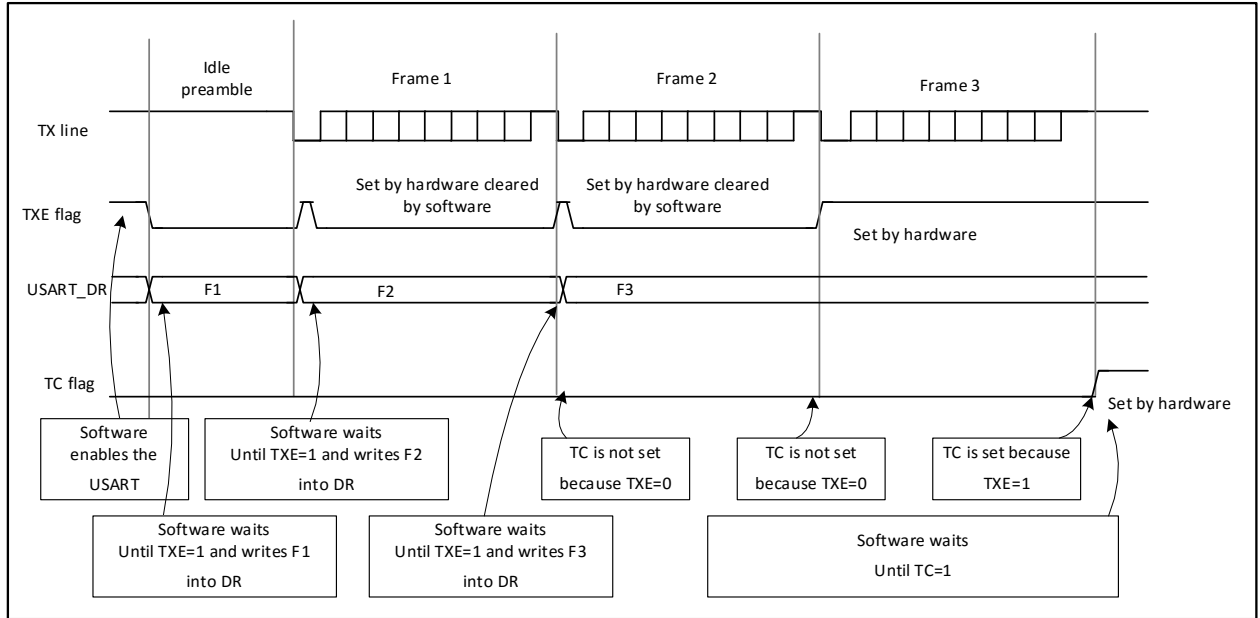 Idle
preamble
Frame 1
Frame 2
Frame 3
TX line
Set by hardware cleared
by software
Set by hardware cleared
by software
TXE flag
Set by hardware
USART_DR
F1
F2
F3
TC flag
Set by hardware
Software
enables the
USART
Software waits
Until TXE=1 and writes F2
into DR
TC is not set
because TXE=0
TC is not set
because TXE=0
TC is set because
TXE=1
Software waits
Until TXE=1 and writes F1
into DR
Software waits
Until TXE=1 and writes F3
into DR
Software waits
Until TC=1